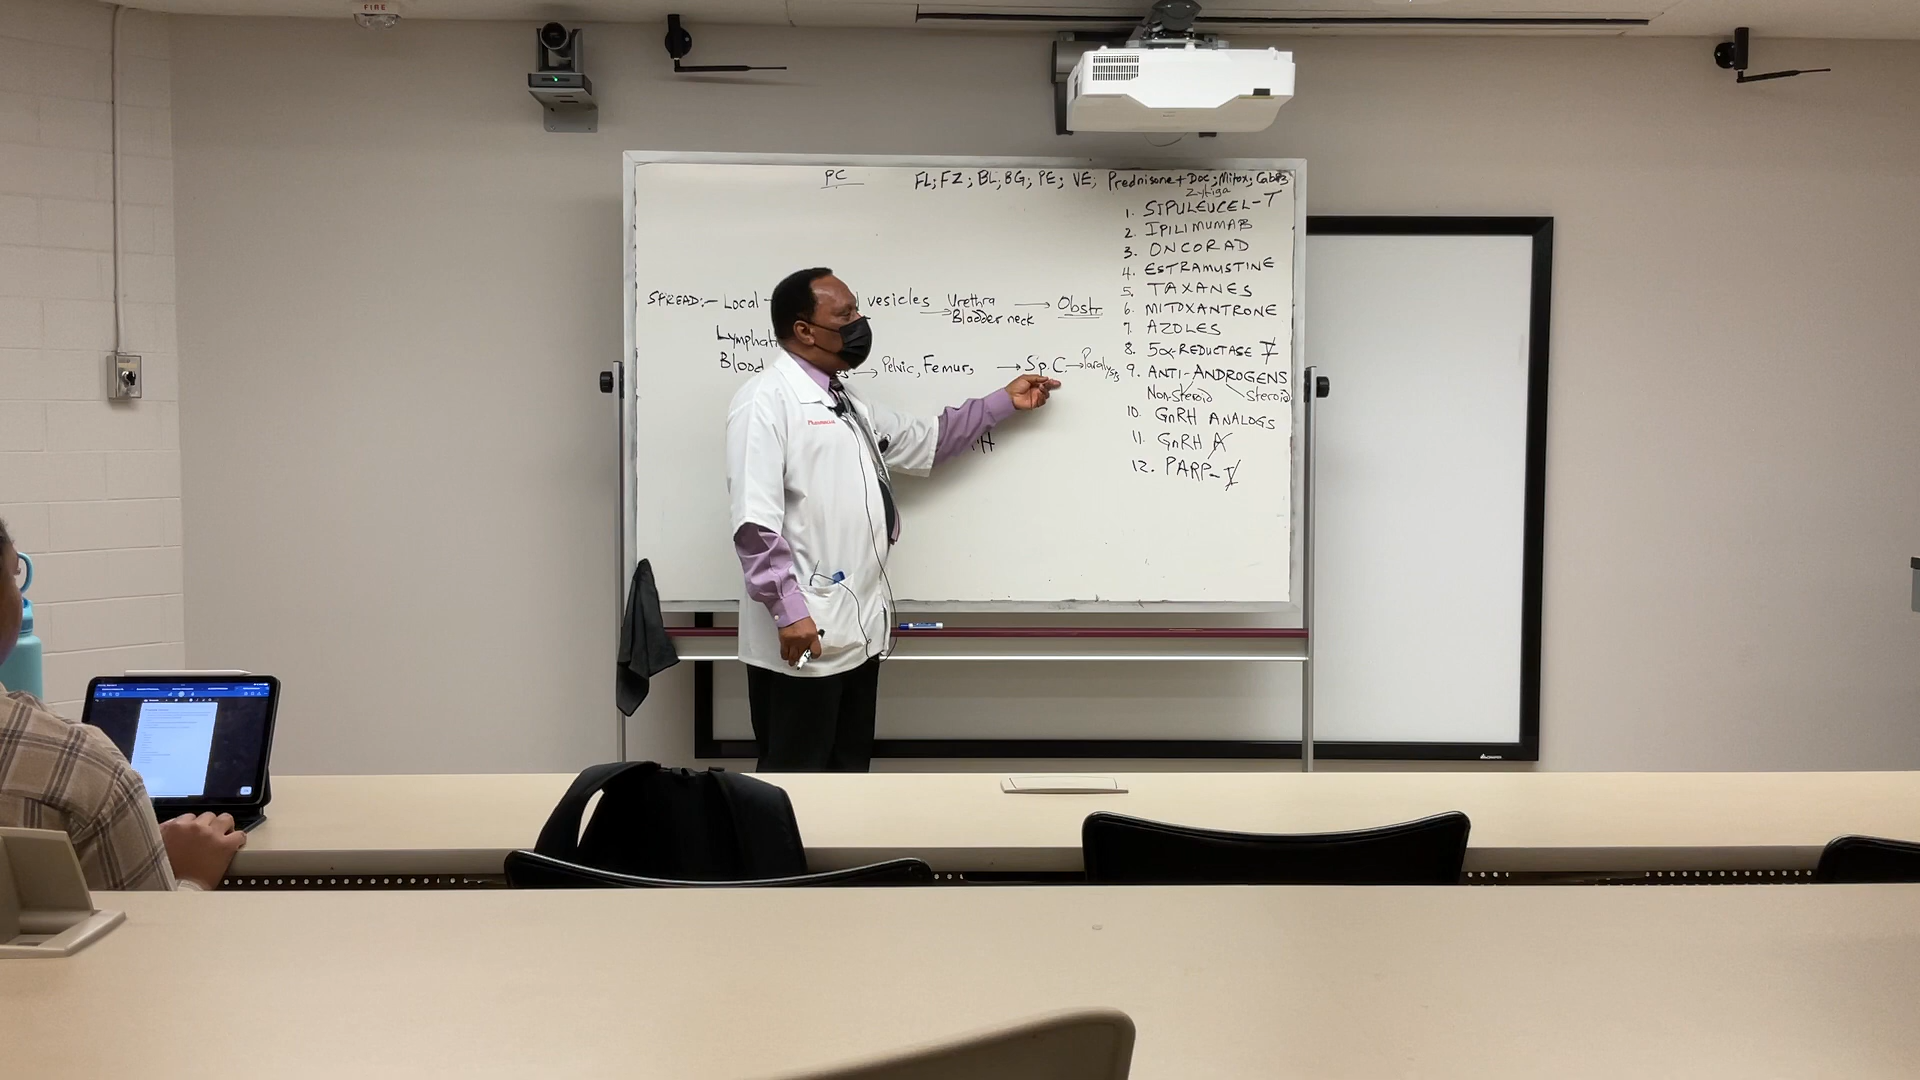 FIRE
PC
FL; FZ; BL; BG; PE; VE; Prednisone + Doc; Mitox; Cabaz
Zytiga
1. SIPULEUCEL-T
2. IPILIMUMAB
3. ONCORAD
4. ESTRAMUSTINE
5. TAXANES
6. MITOXANTRONE
7. AZOLES
8. 5α-REDUCTASE I
9. ANTI-ANDROGENS
Non-Steroid Steroid
10. GnRH ANALOGS
11. GnRH A
12. PARP-I
SPREAD:- Local vesicles → Urethra → Obstr
Bladder neck
Lymphati
Blood → Pelvic, Femur, → Sp. C. → Paralysis